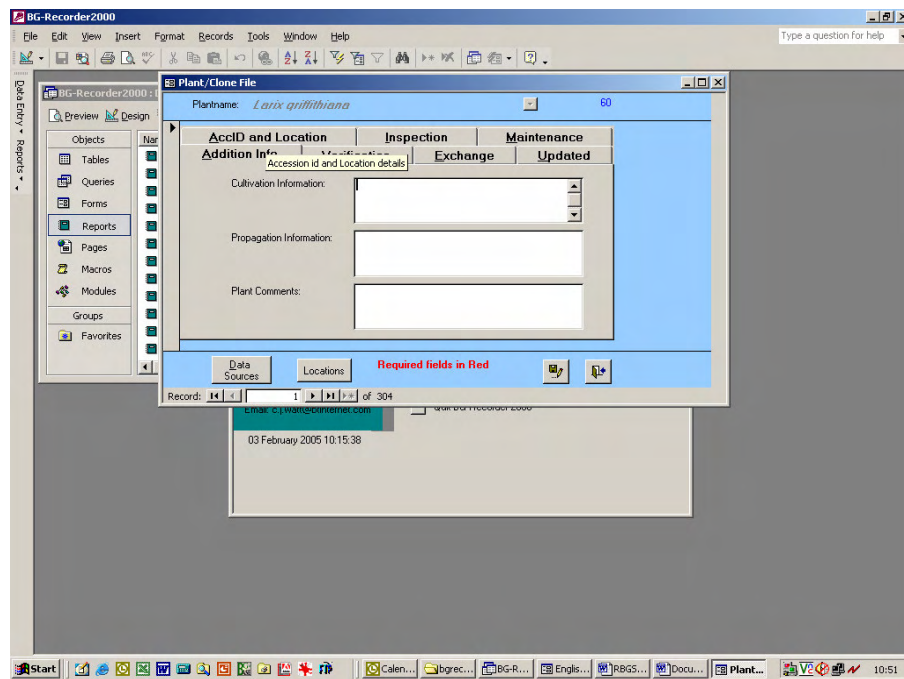 BG-Recorder2000
File Edit View Insert Format Records Tools Window Help
Type a question for help
Data Entry Reports
BG-Recorder2000 :
Preview Design
Objects
Tables
Queries
Forms
Reports
Pages
Macros
Modules
Groups
Favorites
Plant/Clone File
Plantname: Larix griffithiana 60
AccID and Location Inspection Maintenance
Addition Info Exchange Updated
Accession id and Location details
Cultivation Information:
Propagation Information:
Plant Comments:
Data Sources
Locations
Required fields in Red
Record: 1 of 304
03 February 2005 10:15:38
Start Calen... bgrec... BG-R... Englis... RBGS... Docu... Plant... 10:51